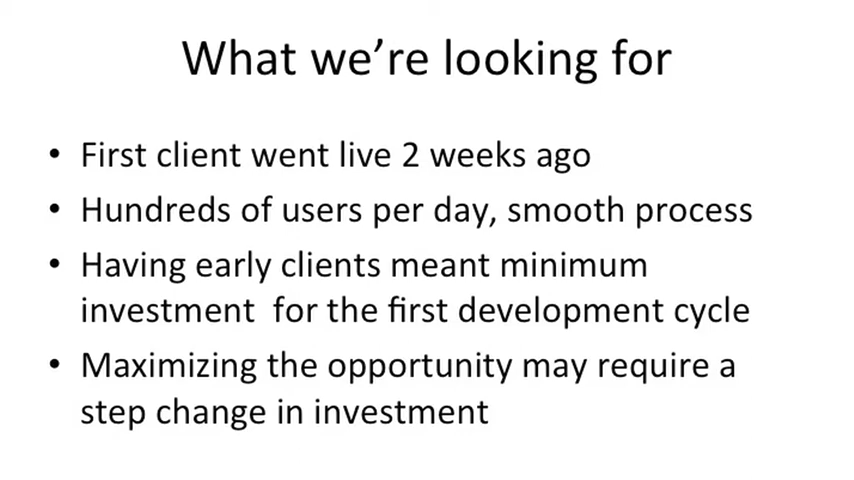 What we’re looking for
• First client went live 2 weeks ago
• Hundreds of users per day, smooth process
• Having early clients meant minimum
investment  for the first development cycle
• Maximizing the opportunity may require a
step change in investment